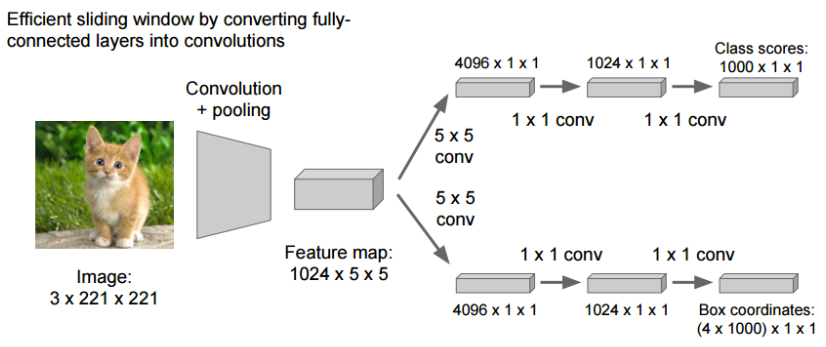 Efficient sliding window by converting fully-
connected layers into convolutions
Convolution
+ pooling
Image:
3 x 221 x 221
Feature map:
1024 x 5 x 5
5 x 5
conv
4096 x 1 x 1
1 x 1 conv
1024 x 1 x 1
1 x 1 conv
Class scores:
1000 x 1 x 1
5 x 5
conv
4096 x 1 x 1
1 x 1 conv
1024 x 1 x 1
1 x 1 conv
Box coordinates:
(4 x 1000) x 1 x 1